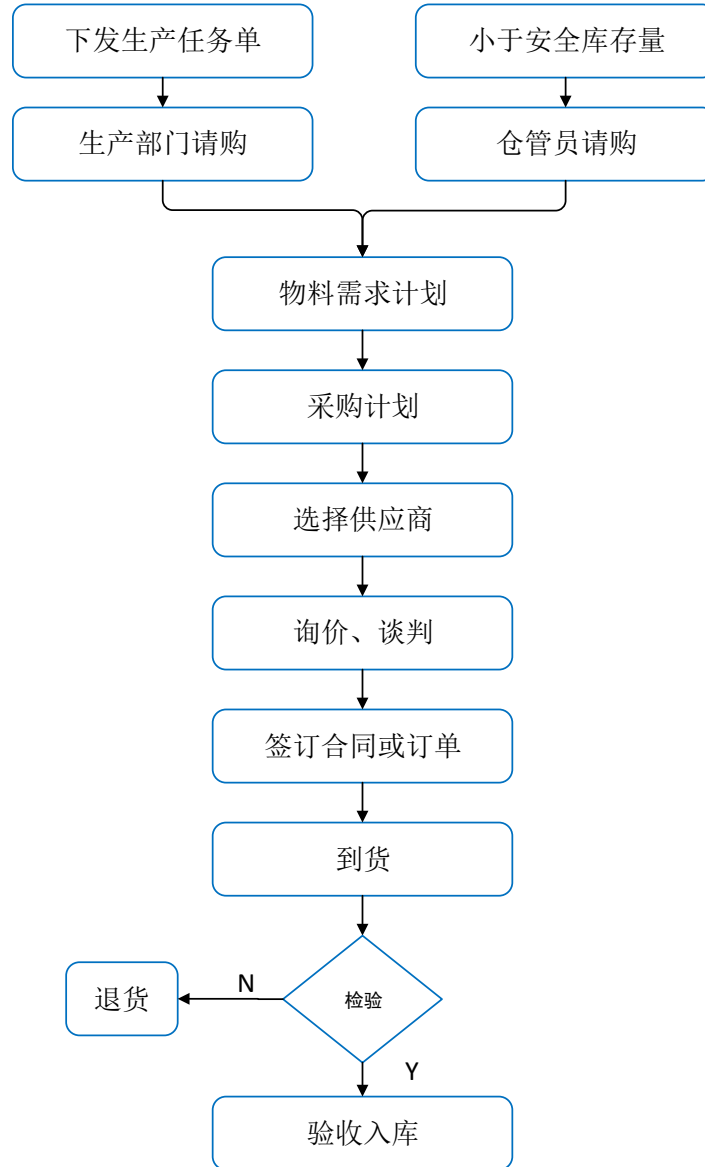 下发生产任务单
小于安全库存量
生产部门请购
仓管员请购
物料需求计划
采购计划
选择供应商
询价、谈判
签订合同或订单
到货
N
退货
检验
Y
验收入库